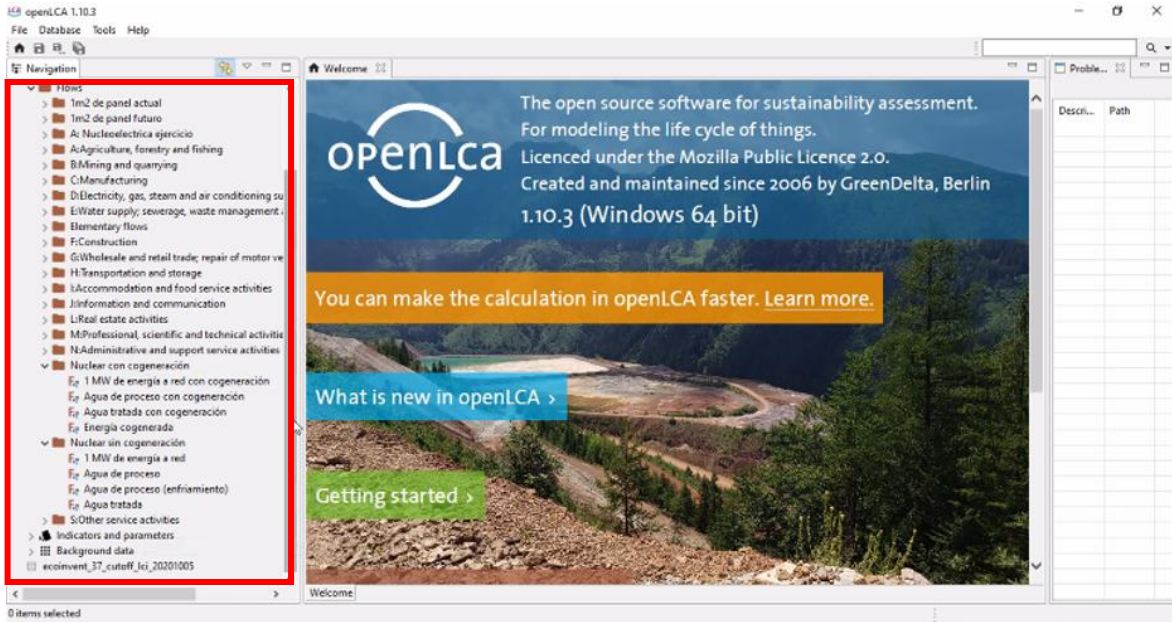 openLCA 1.10.3
File Database Tools Help
Navigation
Flows
1m2 de panel actual
1m2 de panel futuro
A: Nucleoelectrica ejercicio
A:Agriculture, forestry and fishing
B:Mining and quarrying
C:Manufacturing
D:Electricity, gas, steam and air conditioning su
E:Water supply; sewerage, waste management
Elementary flows
F:Construction
G:Wholesale and retail trade; repair of motor ve
H:Transportation and storage
I:Accommodation and food service activities
J:Information and communication
L:Real estate activities
M:Professional, scientific and technical activitie
N:Administrative and support service activities
Nuclear con cogeneración
1 MW de energía a red con cogeneración
Agua de proceso con cogeneración
Agua tratada con cogeneración
Energía cogenerada
Nuclear sin cogeneración
1 MW de energía a red
Agua de proceso
Agua de proceso (enfriamiento)
Agua tratada
S:Other service activities
Indicators and parameters
Background data
ecoinvent_37_cutoff_lci_20201005
0 items selected
Welcome
openLCa
The open source software for sustainability assessment.
For modeling the life cycle of things.
Licenced under the Mozilla Public Licence 2.0.
Created and maintained since 2006 by GreenDelta, Berlin
1.10.3 (Windows 64 bit)
You can make the calculation in openLCA faster. Learn more.
What is new in openLCA >
Getting started >
Welcome
Proble...
Descri... Path